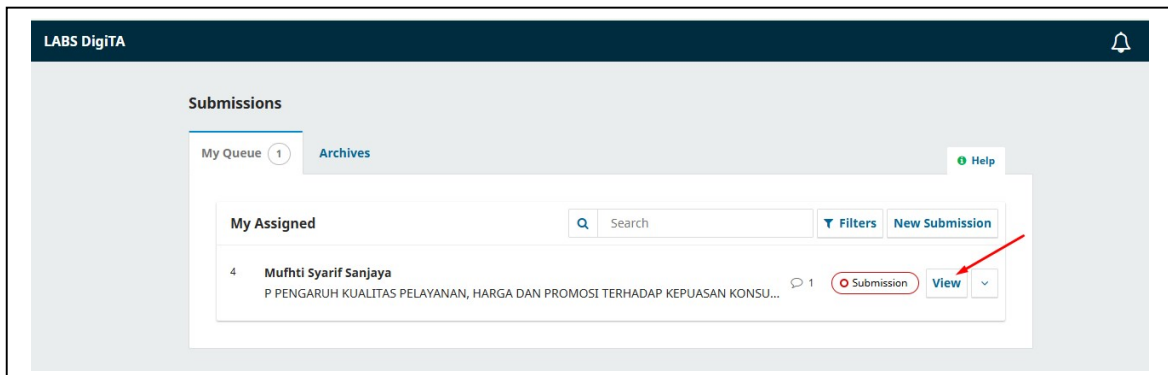 LABS DigiTA
Submissions
My Queue 1 Archives
Help
My Assigned Search Filters New Submission
4 Mufhti Syarif Sanjaya
P PENGARUH KUALITAS PELAYANAN, HARGA DAN PROMOSI TERHADAP KEPUASAN KONSU... 1 Submission View